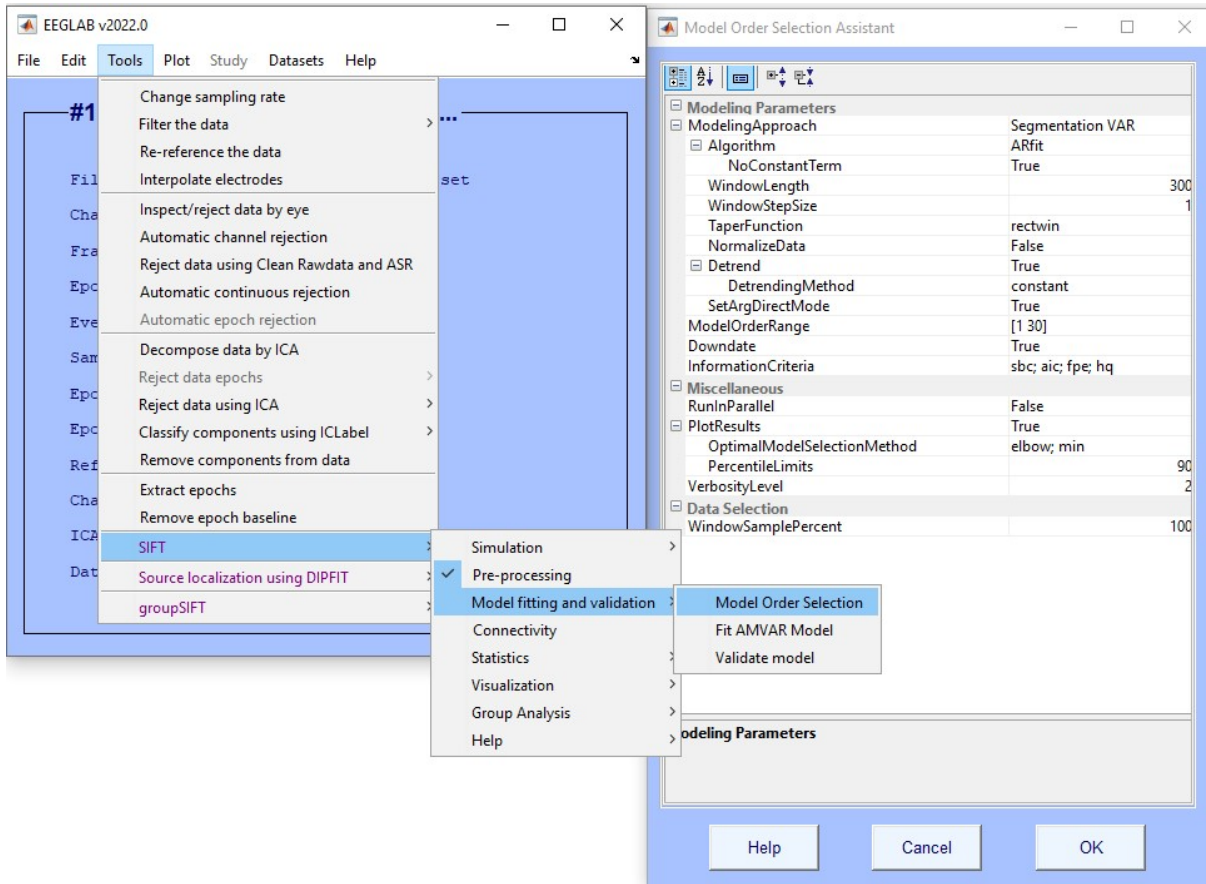 EEGLAB v2022.0
File Edit Tools Plot Study Datasets Help
#1
...
Fil
set
Cha
Fra
Epc
Eve
Sam
Epc
Epc
Ref
Cha
ICA
Dat
Change sampling rate
Filter the data
Re-reference the data
Interpolate electrodes
Inspect/reject data by eye
Automatic channel rejection
Reject data using Clean Rawdata and ASR
Automatic continuous rejection
Automatic epoch rejection
Decompose data by ICA
Reject data epochs
Reject data using ICA
Classify components using ICLabel
Remove components from data
Extract epochs
Remove epoch baseline
SIFT
Source localization using DIPFIT
groupSIFT
Simulation
Pre-processing
Model fitting and validation
Connectivity
Statistics
Visualization
Group Analysis
Help
Model Order Selection
Fit AMVAR Model
Validate model
Model Order Selection Assistant
Modeling Parameters
ModelingApproach Segmentation VAR
Algorithm ARfit
NoConstantTerm True
WindowLength 300
WindowStepSize 1
TaperFunction rectwin
NormalizeData False
Detrend True
DetrendingMethod constant
SetArgDirectMode True
ModelOrderRange [1 30]
Downdate True
InformationCriteria sbc; aic; fpe; hq
Miscellaneous
RunInParallel False
PlotResults True
OptimalModelSelectionMethod elbow; min
PercentileLimits 90
VerbosityLevel 2
Data Selection
WindowSamplePercent 100
odeling Parameters
Help Cancel OK